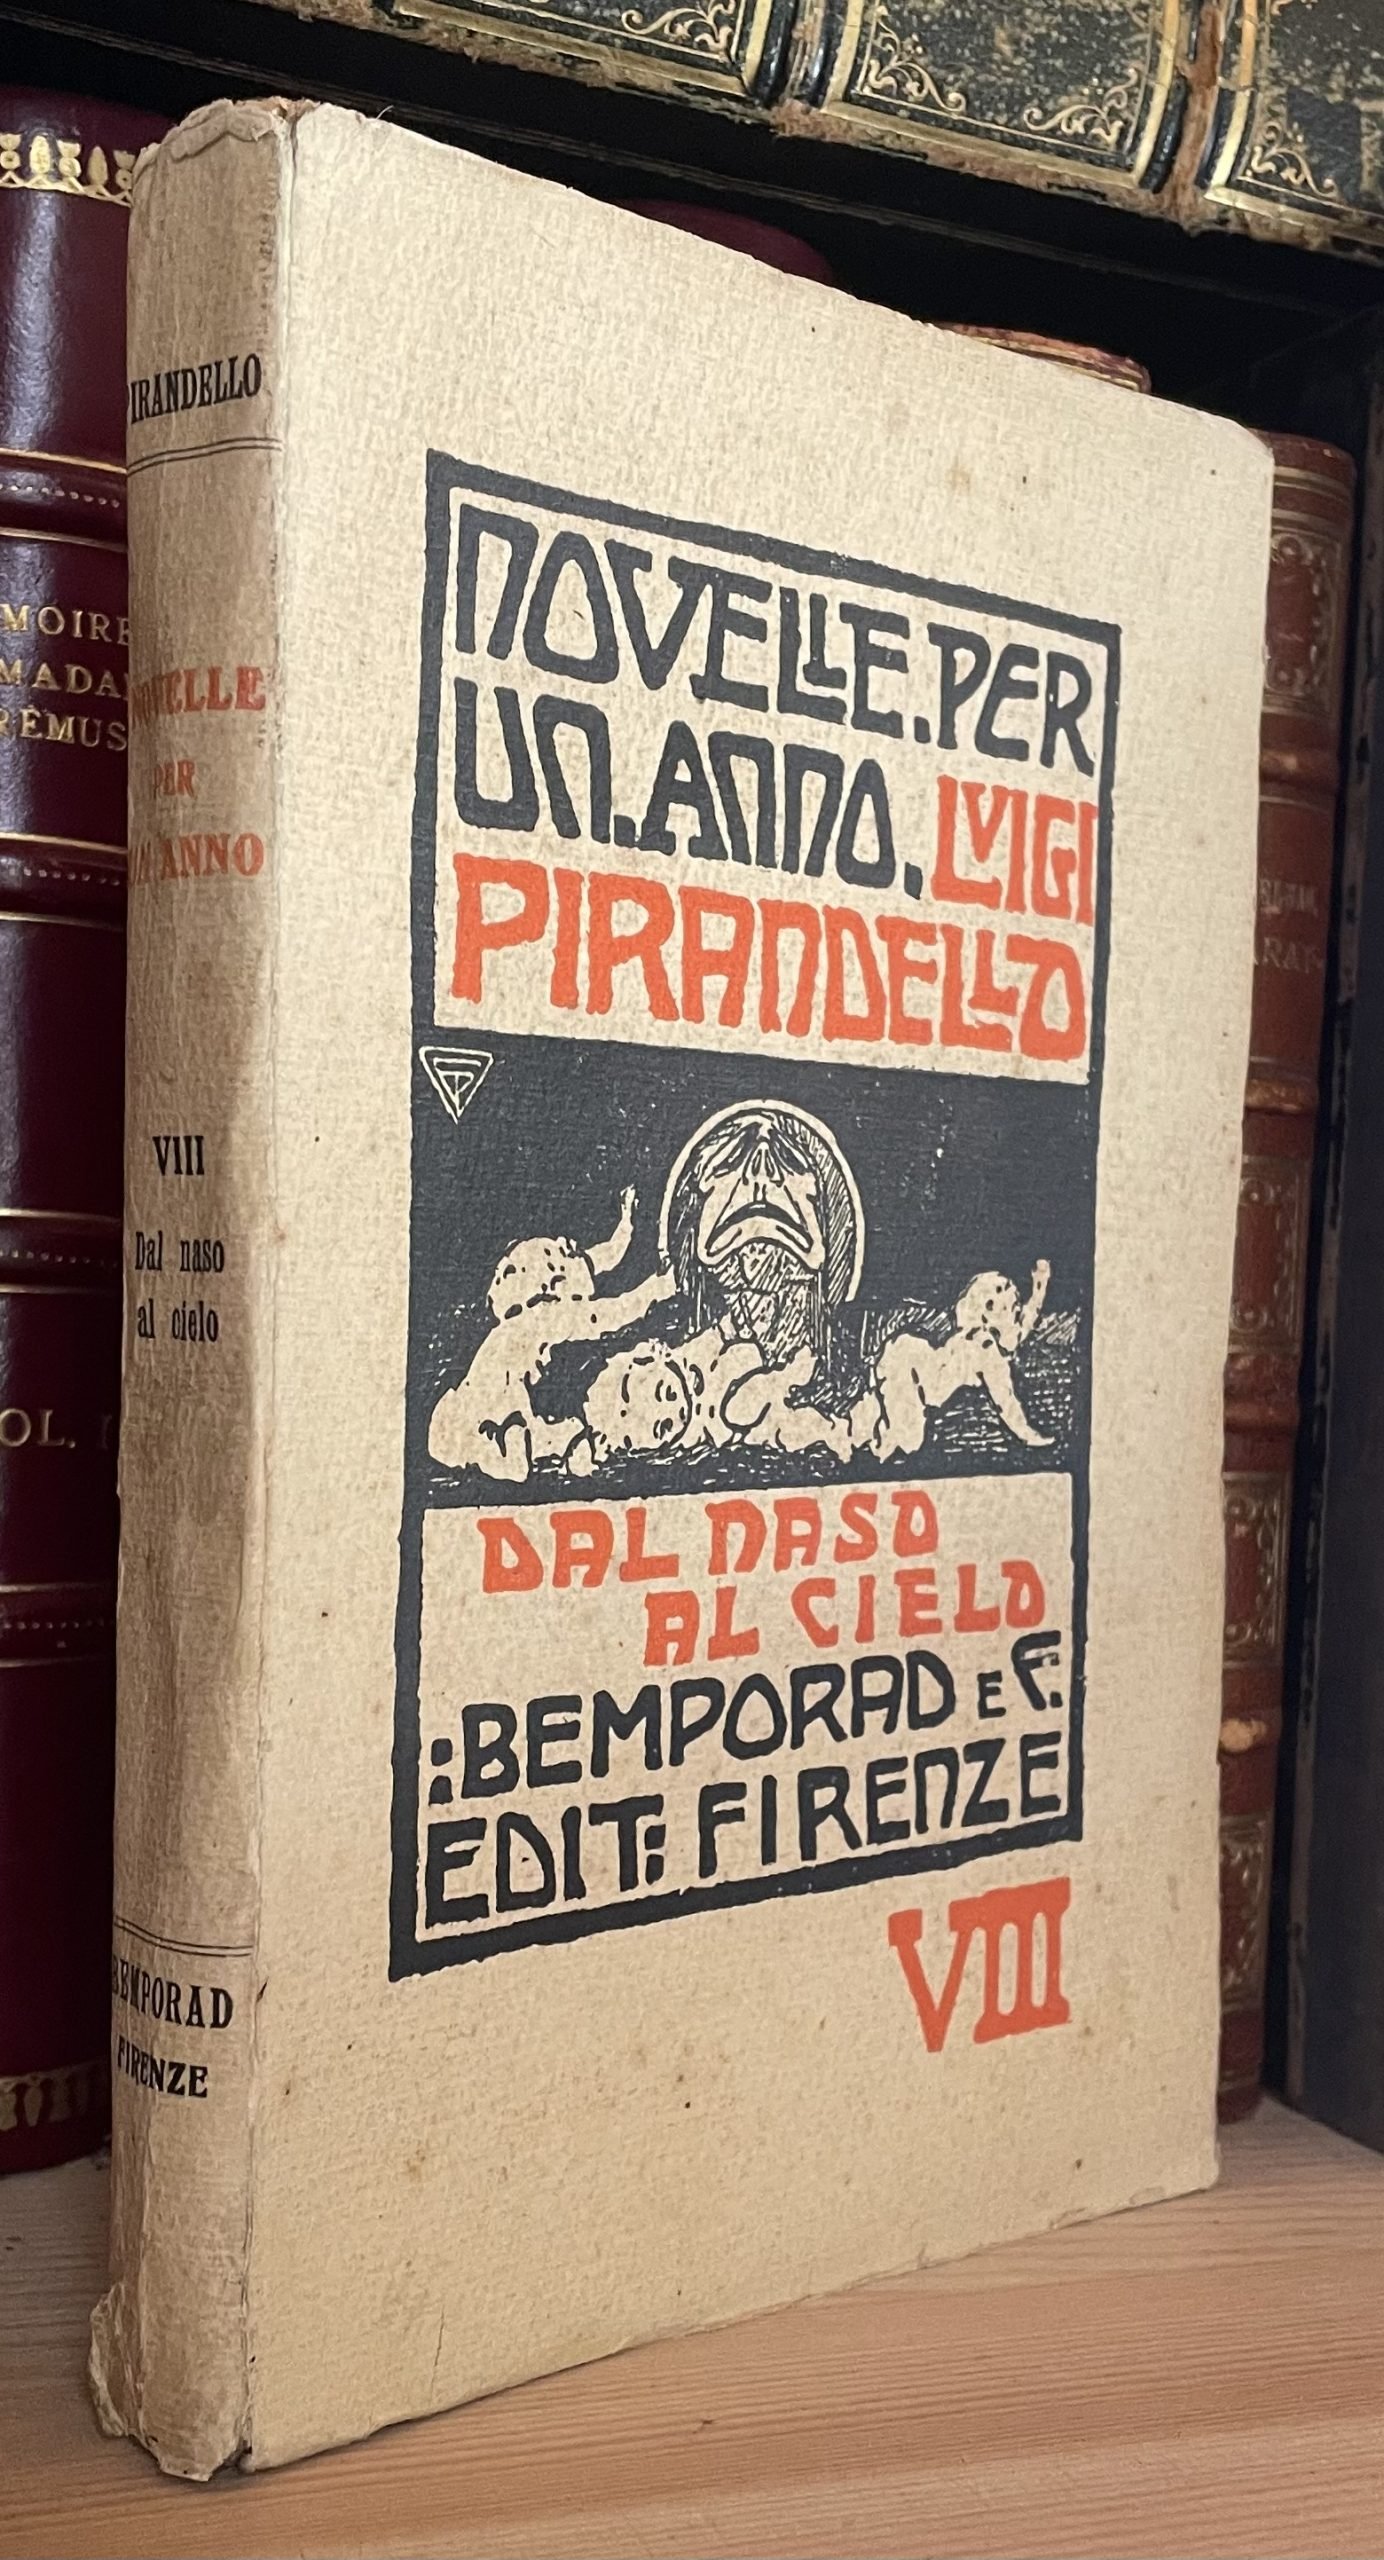 NOVELLE. PER
UN. ANNO. LUIGI
PIRANDELLO
DAL NASO
AL CIELO
:BEMPORAD E F.
EDIT: FIRENZE
VIII
PIRANDELLO
NOVELLE
PER
UN ANNO
VIII
Dal naso
al cielo
BEMPORAD
FIRENZE